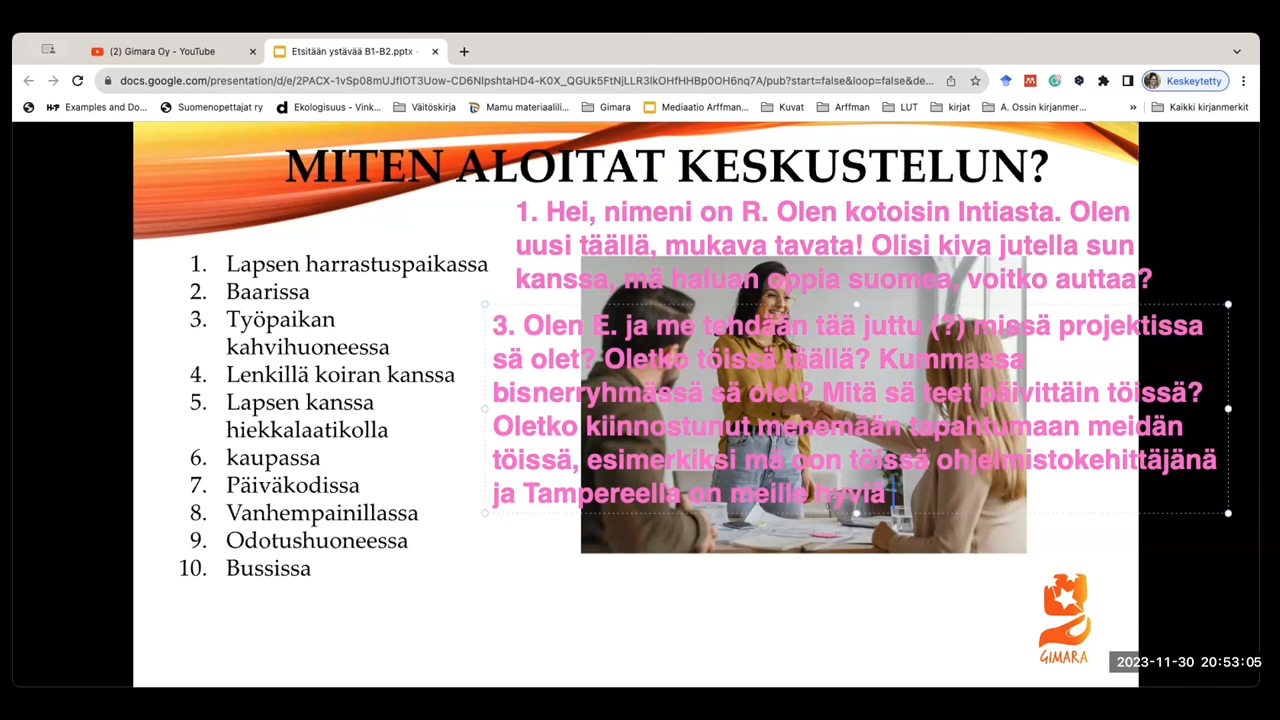 (2) Gimara Oy - YouTube
Etsitään ystävää B1-B2.pptx -
docs.google.com/presentation/d/e/2PACX-1vSp08mUJflOT3Uow-CD6NlpshtaHD4-K0X_QGUk5FtNjLLR3lkOHfHHBp0OH6nq7A/pub?start=false&loop=false&de...
Keskeytetty
Examples and Do...
Suomenopettajat ry
Ekologisuus - Vink...
Väitöskirja
Mamu materiaalil...
Gimara
Mediaatio Arffman...
Kuvat
Arffman
LUT
kirjat
A. Ossin kirjanmer...
»
Kaikki kirjanmerkit
MITEN ALOITAT KESKUSTELUN?
1. Hei, nimeni on R. Olen kotoisin Intiasta. Olen
uusi täällä, mukava tavata! Olisi kiva jutella sun
kanssa, mä haluan oppia suomea, voitko auttaa?
3. Olen E. ja me tehdään tää juttu (?) missä projektissa
sä olet? Oletko töissä täällä? Kummassa
bisnerryhmässä sä olet? Mitä sä teet päivittäin töissä?
Oletko kiinnostunut menemään tapahtumaan meidän
töissä, esimerkiksi mä oon töissä ohjelmistokehittäjänä
ja Tampereella on meille hyviä
1. Lapsen harrastuspaikassa
2. Baarissa
3. Työpaikan
kahvihuoneessa
4. Lenkillä koiran kanssa
5. Lapsen kanssa
hiekkalaatikolla
6. kaupassa
7. Päiväkodissa
8. Vanhempainillassa
9. Odotushuoneessa
10. Bussissa
GIMARA
2023-11-30 20:53:05